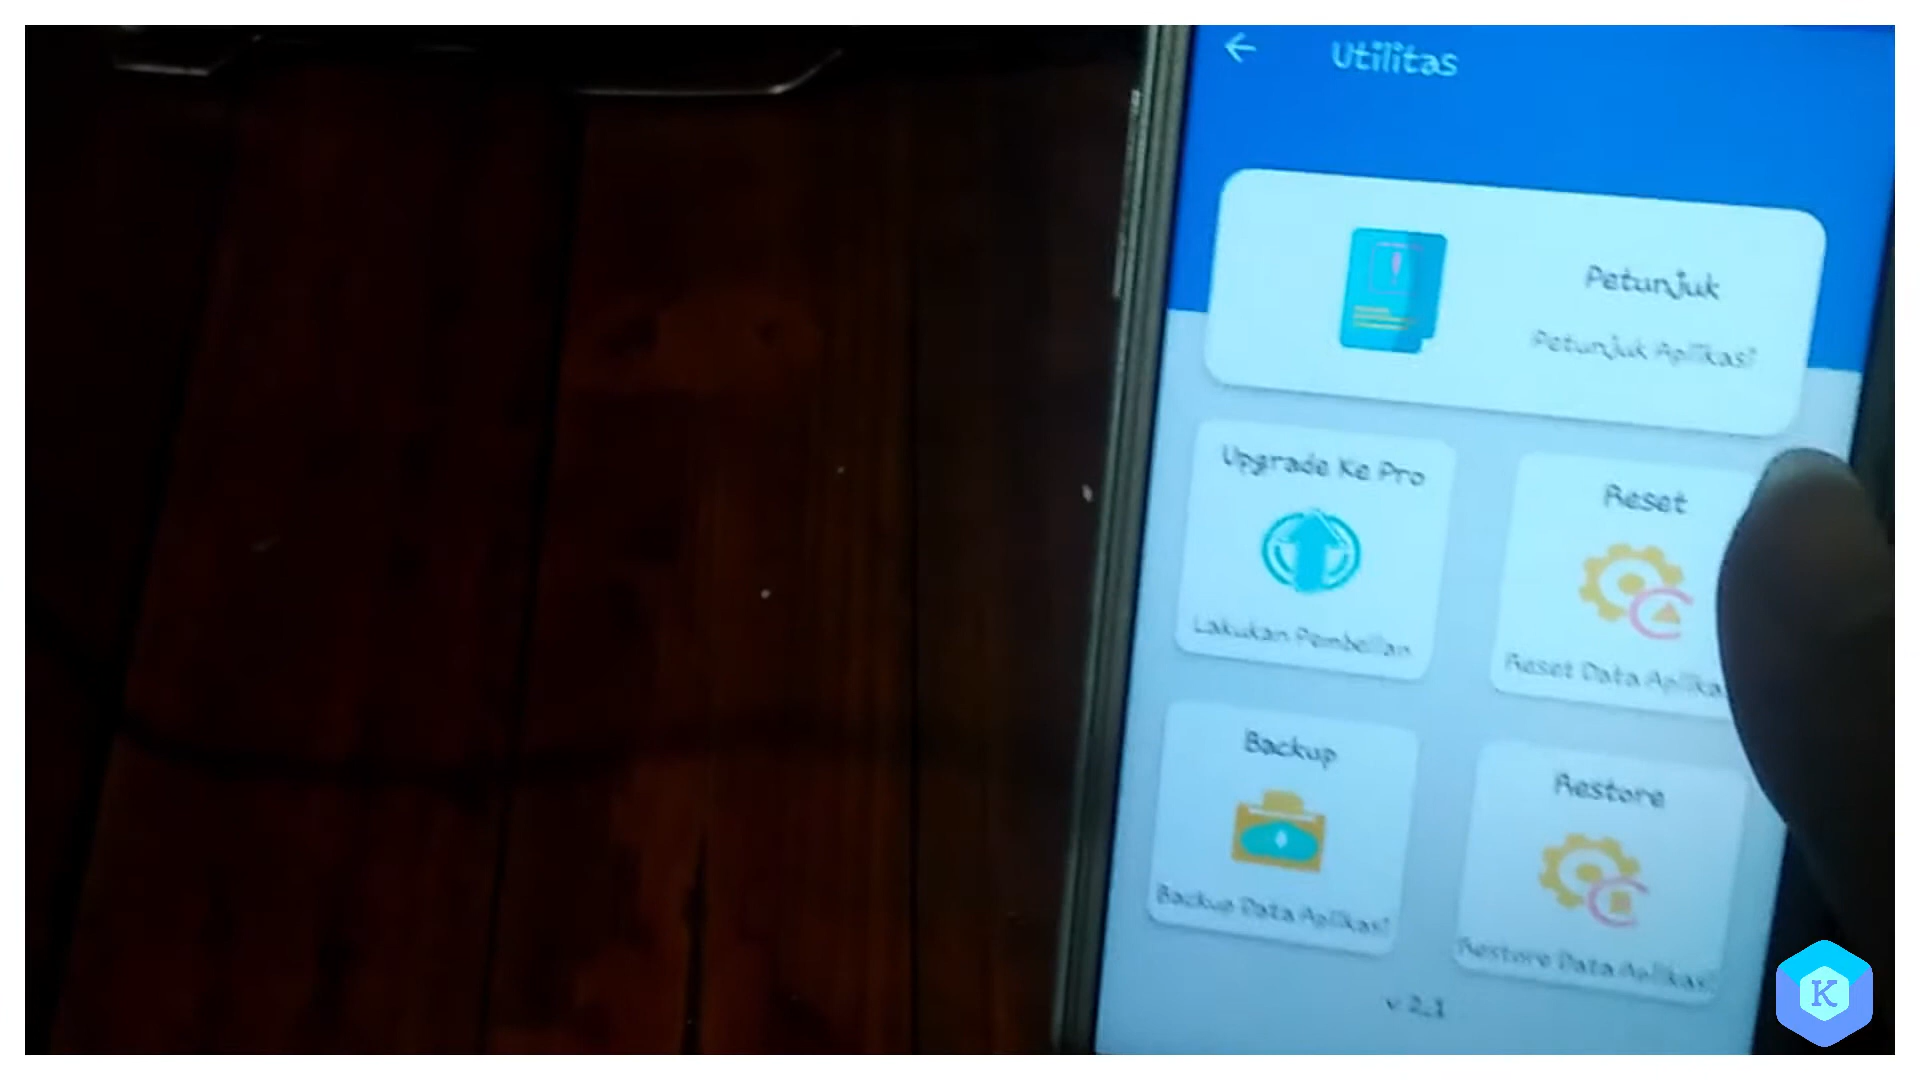 Utilitas
Petunjuk
Petunjuk Aplikasi
Upgrade Ke Pro
Lakukan Pembelian
Reset
Reset Data Aplika
Backup
Backup Data Aplikasi
Restore
Restore Data Aplikasi
v 2.1
K